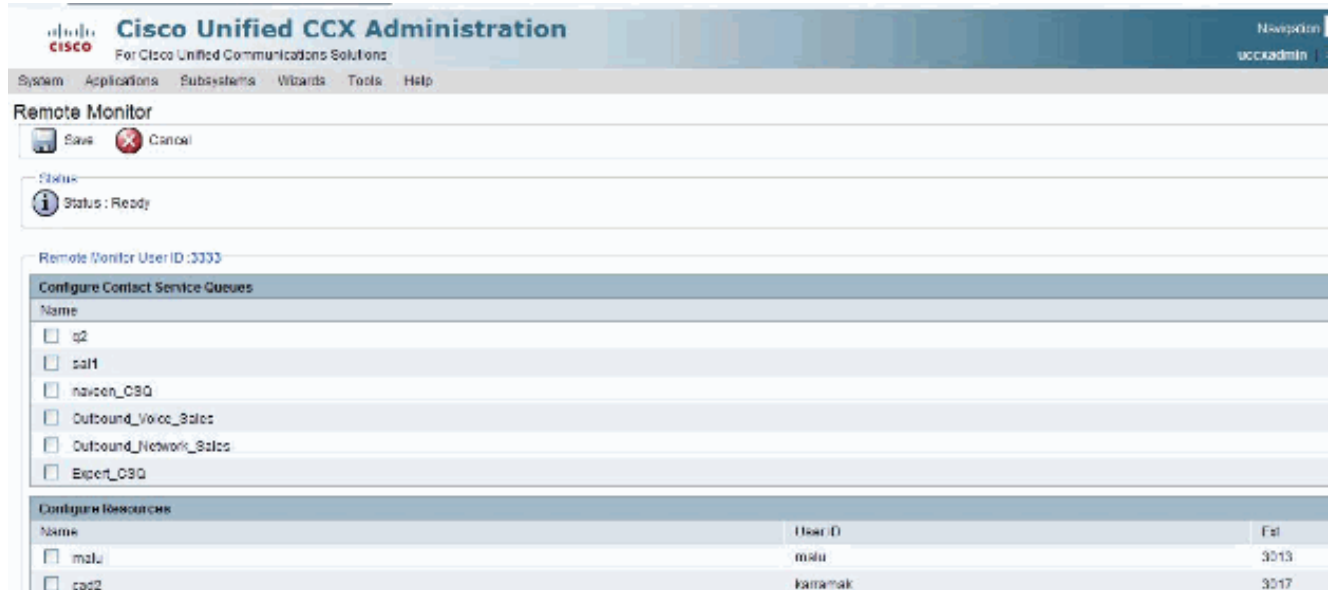 cisco
Cisco Unified CCX Administration
For Cisco Unified Communications Solutions
Navigation
uccxadmin
System Applications Subsystems Wizards Tools Help
Remote Monitor
Save Cancel
Status
Status : Ready
Remote Monitor User ID :3333
Configure Contact Service Queues
Name
q2
sal1
naveen_CSQ
Outbound_Voice_Sales
Outbound_Network_Sales
Expert_CSQ
Configure Resources
Name User ID Ext
malu malu 3013
cad2 karramak 3017